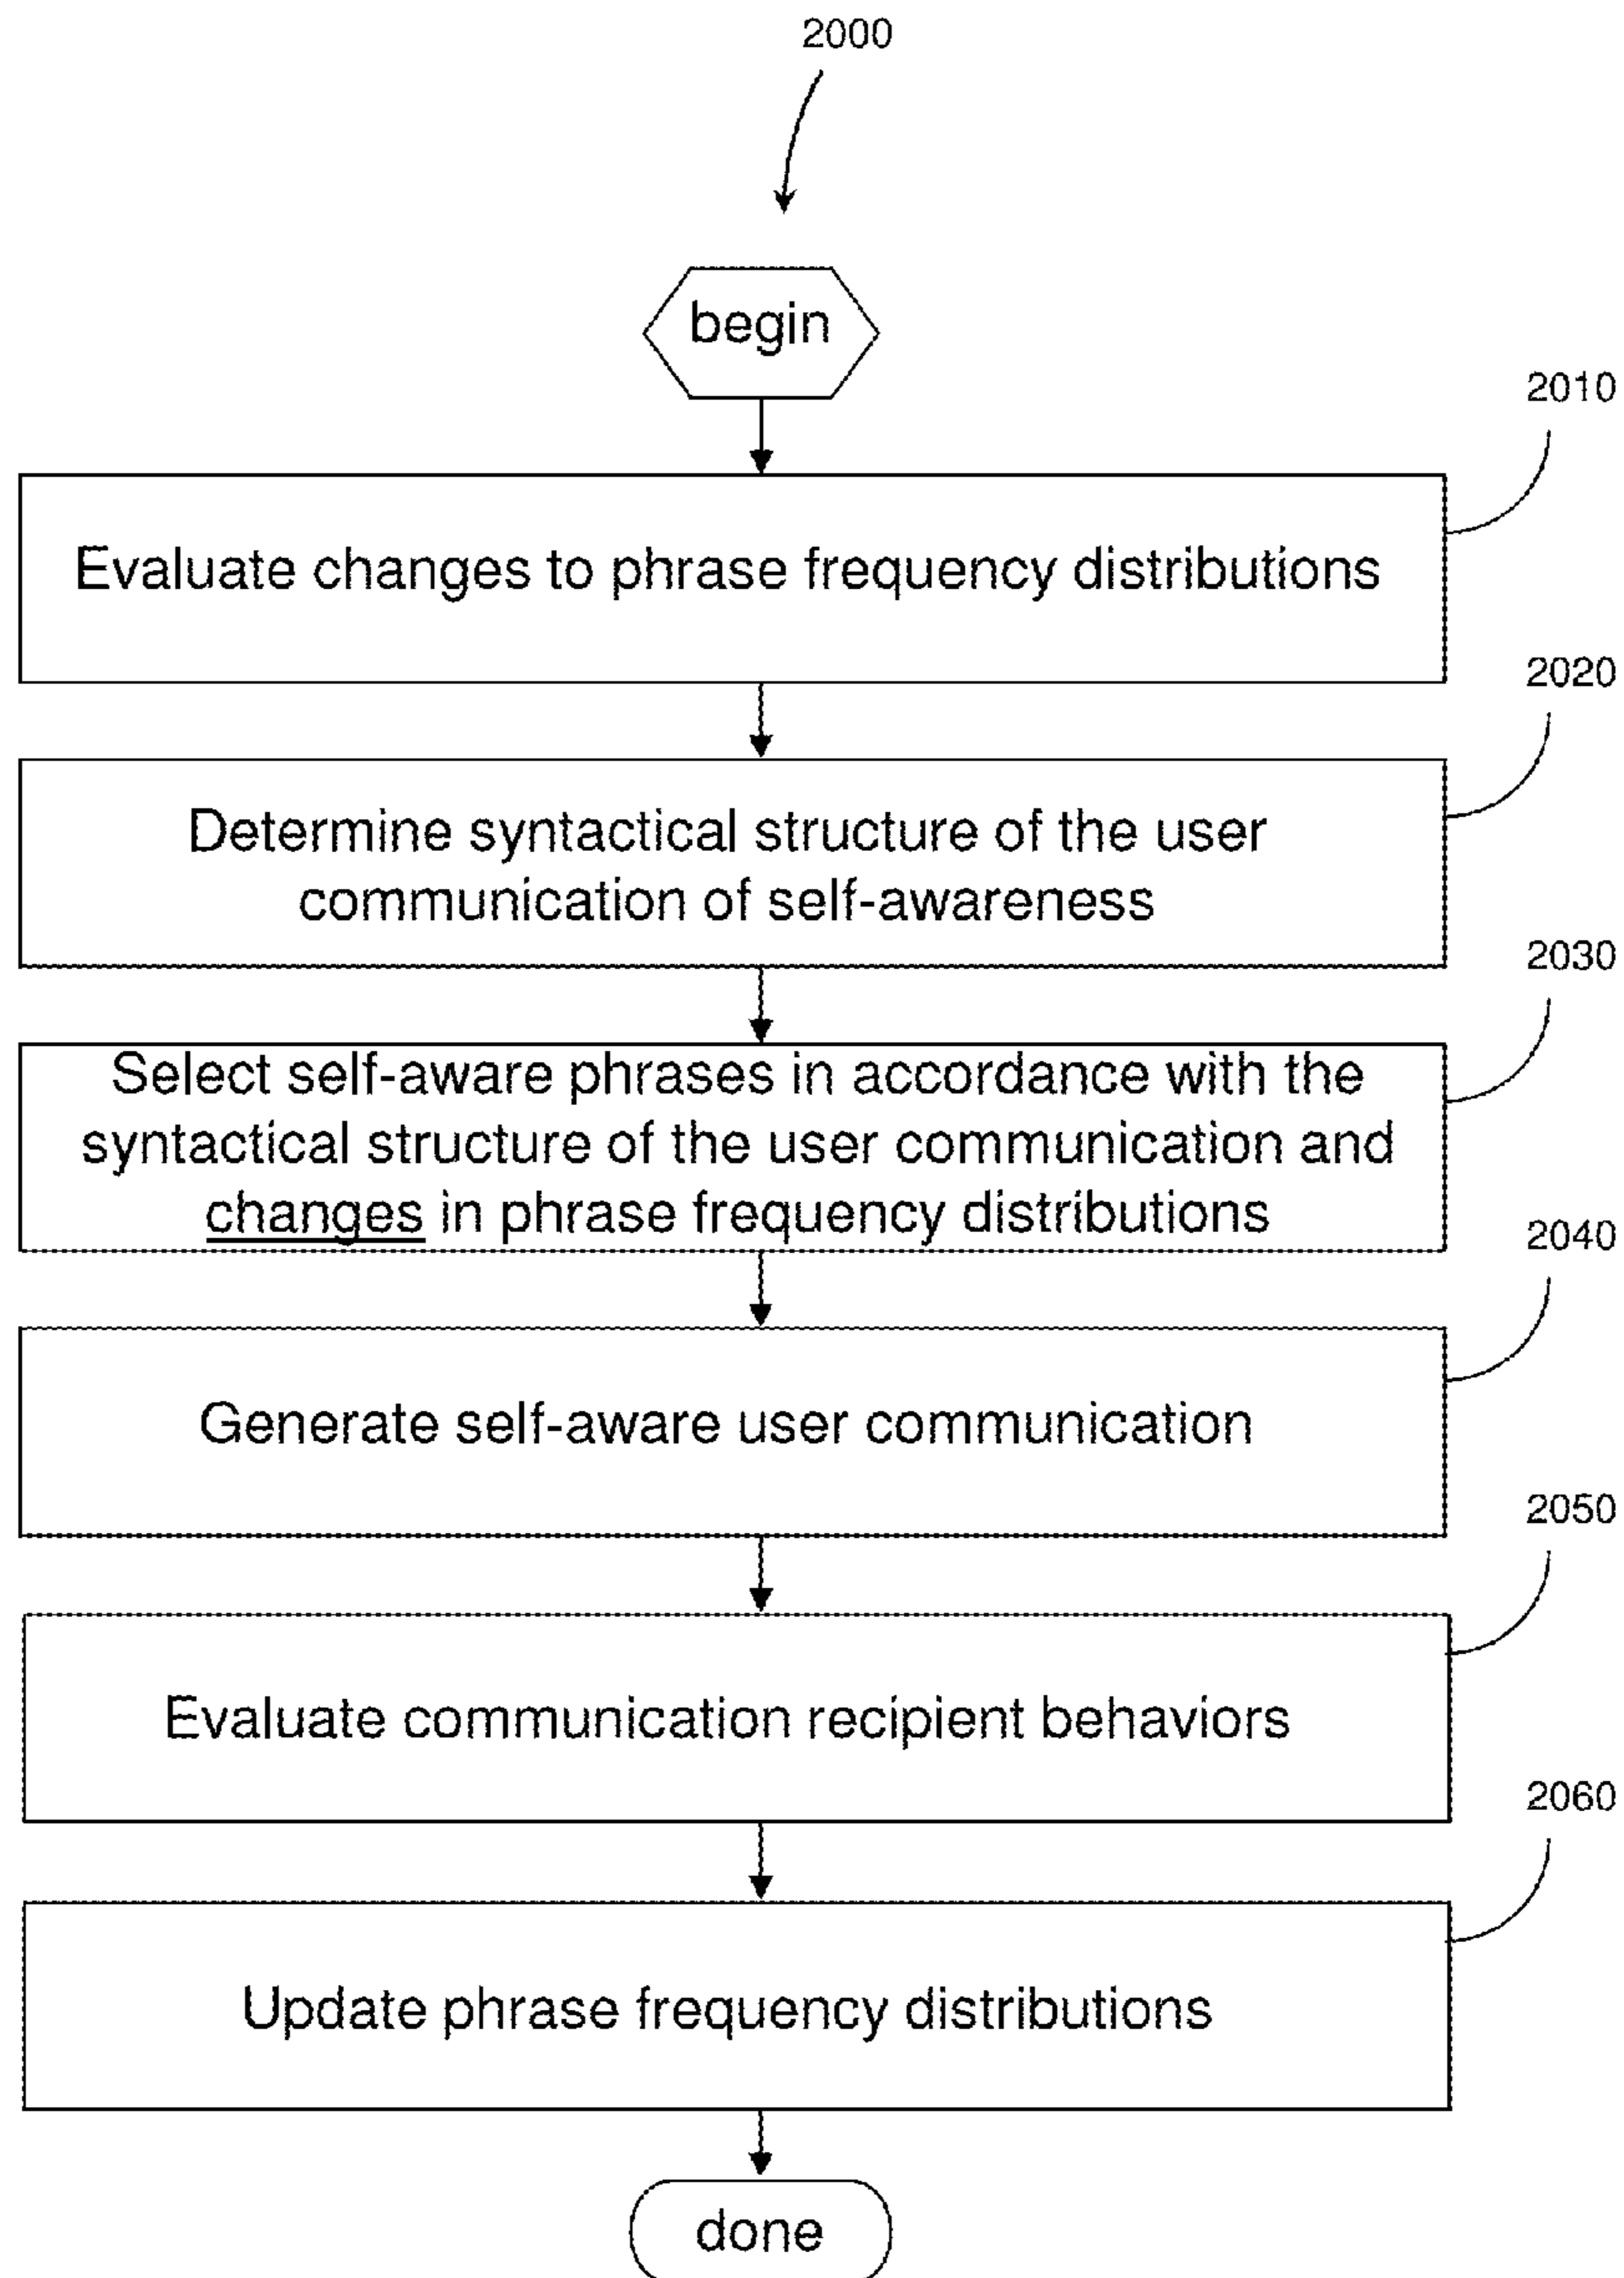 2000
begin
2010
Evaluate changes to phrase frequency distributions
2020
Determine syntactical structure of the user
communication of self-awareness
2030
Select self-aware phrases in accordance with the
syntactical structure of the user communication and
changes in phrase frequency distributions
2040
Generate self-aware user communication
2050
Evaluate communication recipient behaviors
2060
Update phrase frequency distributions
done